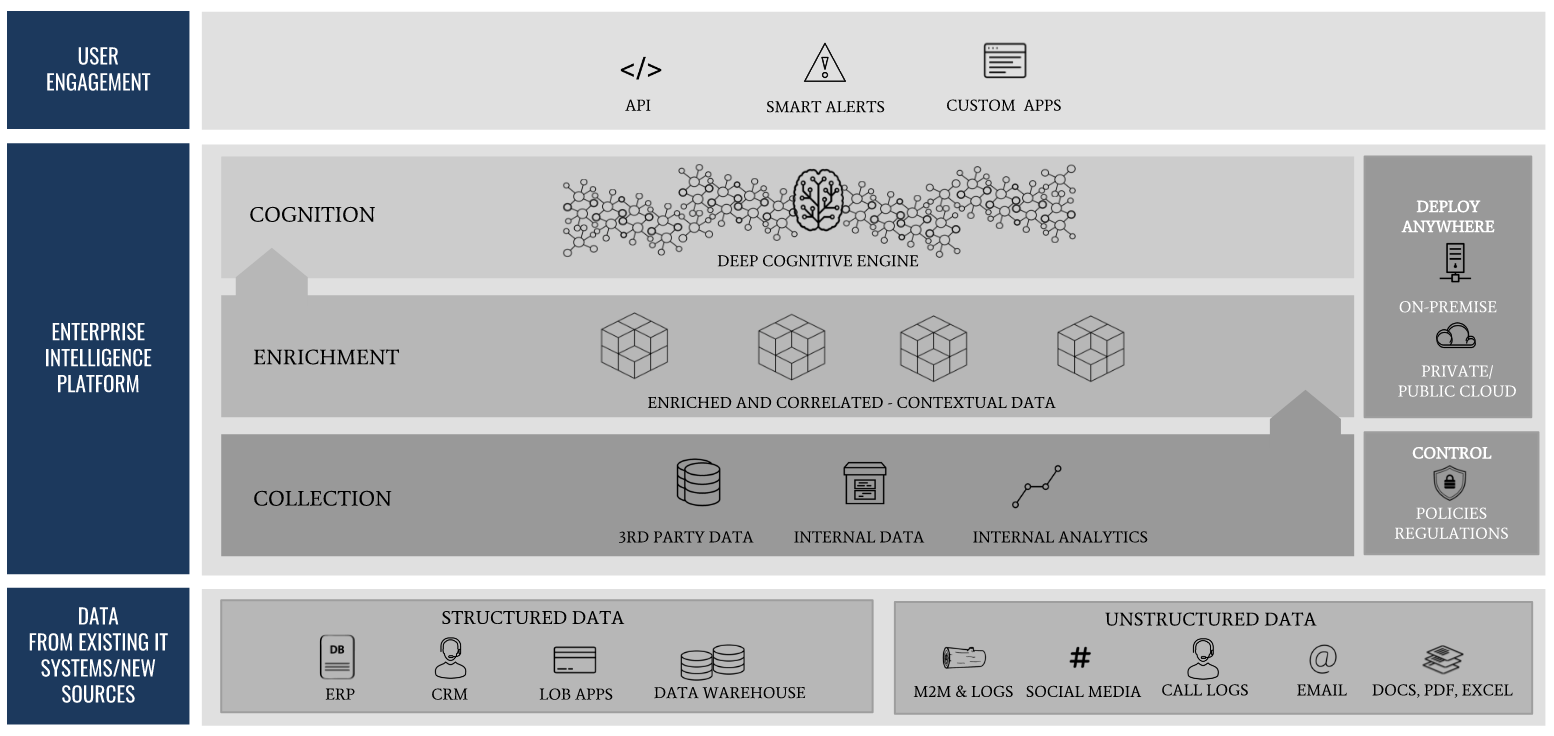 USER
ENGAGEMENT
</>
API
SMART ALERTS
CUSTOM APPS
ENTERPRISE
INTELLIGENCE
PLATFORM
COGNITION
DEEP COGNITIVE ENGINE
ENRICHMENT
ENRICHED AND CORRELATED - CONTEXTUAL DATA
COLLECTION
3RD PARTY DATA
INTERNAL DATA
INTERNAL ANALYTICS
DEPLOY
ANYWHERE
ON-PREMISE
PRIVATE/
PUBLIC CLOUD
CONTROL
POLICIES
REGULATIONS
DATA
FROM EXISTING IT
SYSTEMS/NEW
SOURCES
STRUCTURED DATA
DB
ERP
CRM
LOB APPS
DATA WAREHOUSE
UNSTRUCTURED DATA
#
@
M2M & LOGS
SOCIAL MEDIA
CALL LOGS
EMAIL
DOCS, PDF, EXCEL